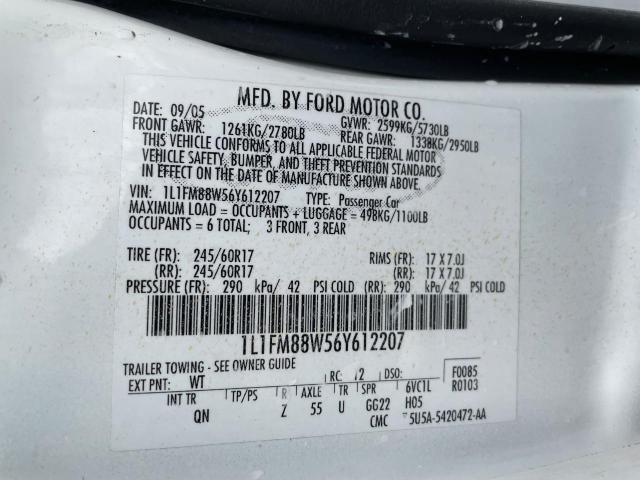 MFD. BY FORD MOTOR CO.
DATE: 09/05 GVWR: 2599KG/5730LB
FRONT GAWR: 1261KG/2780LB REAR GAWR: 1338KG/2950LB
THIS VEHICLE CONFORMS TO ALL APPLICABLE FEDERAL MOTOR
VEHICLE SAFETY, BUMPER, AND THEFT PREVENTION STANDARDS
IN EFFECT ON THE DATE OF MANUFACTURE SHOWN ABOVE.
VIN: 1L1FM88W56Y612207 TYPE: Passenger Car
MAXIMUM LOAD = OCCUPANTS + LUGGAGE = 498KG/1100LB
OCCUPANTS = 6 TOTAL; 3 FRONT, 3 REAR
TIRE (FR): 245/60R17 RIMS (FR): 17 X 7.0J
(RR): 245/60R17 (RR): 17 X 7.0J
PRESSURE (FR): 290 kPa/ 42 PSI COLD (RR): 290 kPa/ 42 PSI COLD
1L1FM88W56Y612207
TRAILER TOWING - SEE OWNER GUIDE
EXT PNT: WT RC: 2 DSO: F0085
INT TR TP/PS R AXLE TR SPR 6VC1L R0103
QN Z 55 U GG22 H05
CMC 5U5A-5420472-AA